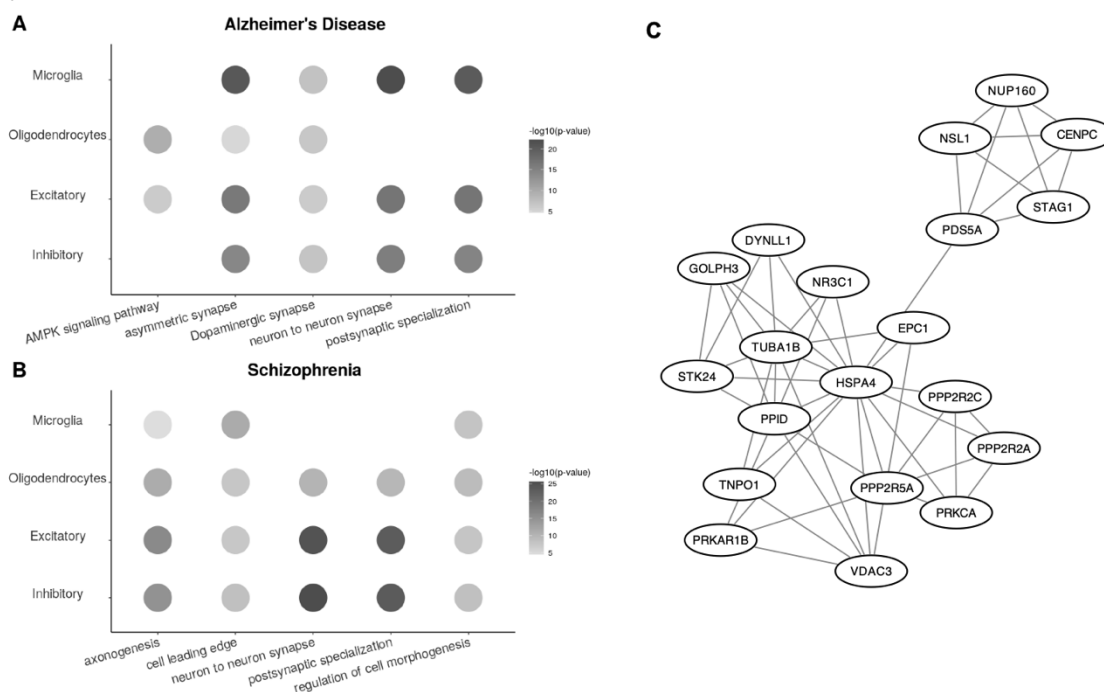 A
Alzheimer's Disease
Microglia
Oligodendrocytes
Excitatory
Inhibitory
AMPK signaling pathway
asymmetric synapse
Dopaminergic synapse
neuron to neuron synapse
postsynaptic specialization
-log10(p-value)
20
15
10
5
B
Schizophrenia
Microglia
Oligodendrocytes
Excitatory
Inhibitory
axonogenesis
cell leading edge
neuron to neuron synapse
postsynaptic specialization
regulation of cell morphogenesis
-log10(p-value)
25
20
15
10
5
C
NUP160
NSL1
CENPC
STAG1
PDS5A
DYNLL1
GOLPH3
NR3C1
EPC1
TUBA1B
STK24
HSPA4
PPP2R2C
PPID
PPP2R2A
TNPO1
PPP2R5A
PRKCA
PRKAR1B
VDAC3